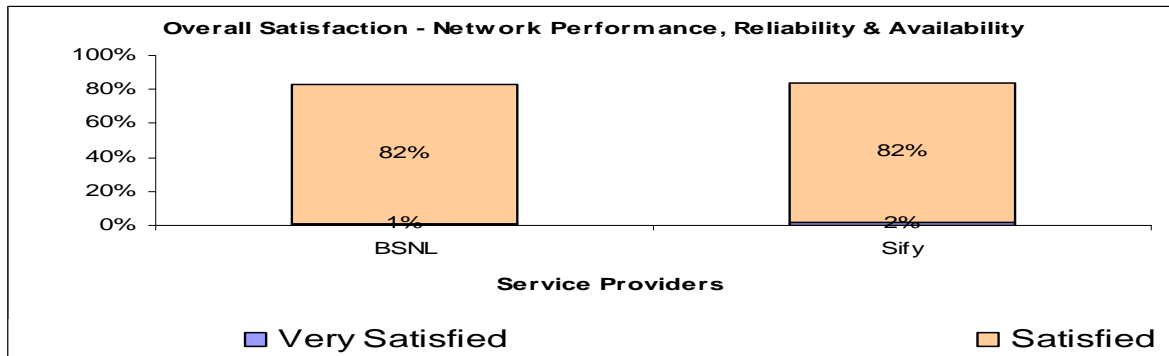 Overall Satisfaction - Network Performance, Reliability & Availability
100%
80%
60%
40%
20%
0%
82%
82%
1%
2%
BSNL
Sify
Service Providers
Very Satisfied
Satisfied